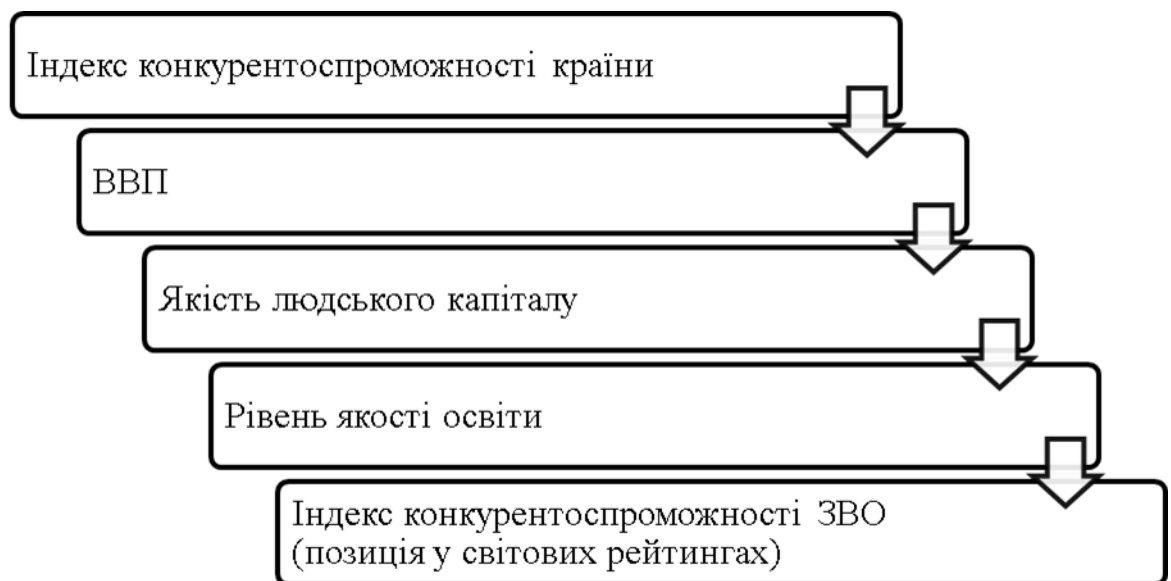 Індекс конкурентоспроможності країни
ВВП
Якість людського капіталу
Рівень якості освіти
Індекс конкурентоспроможності ЗВО
(позиція у світових рейтингах)